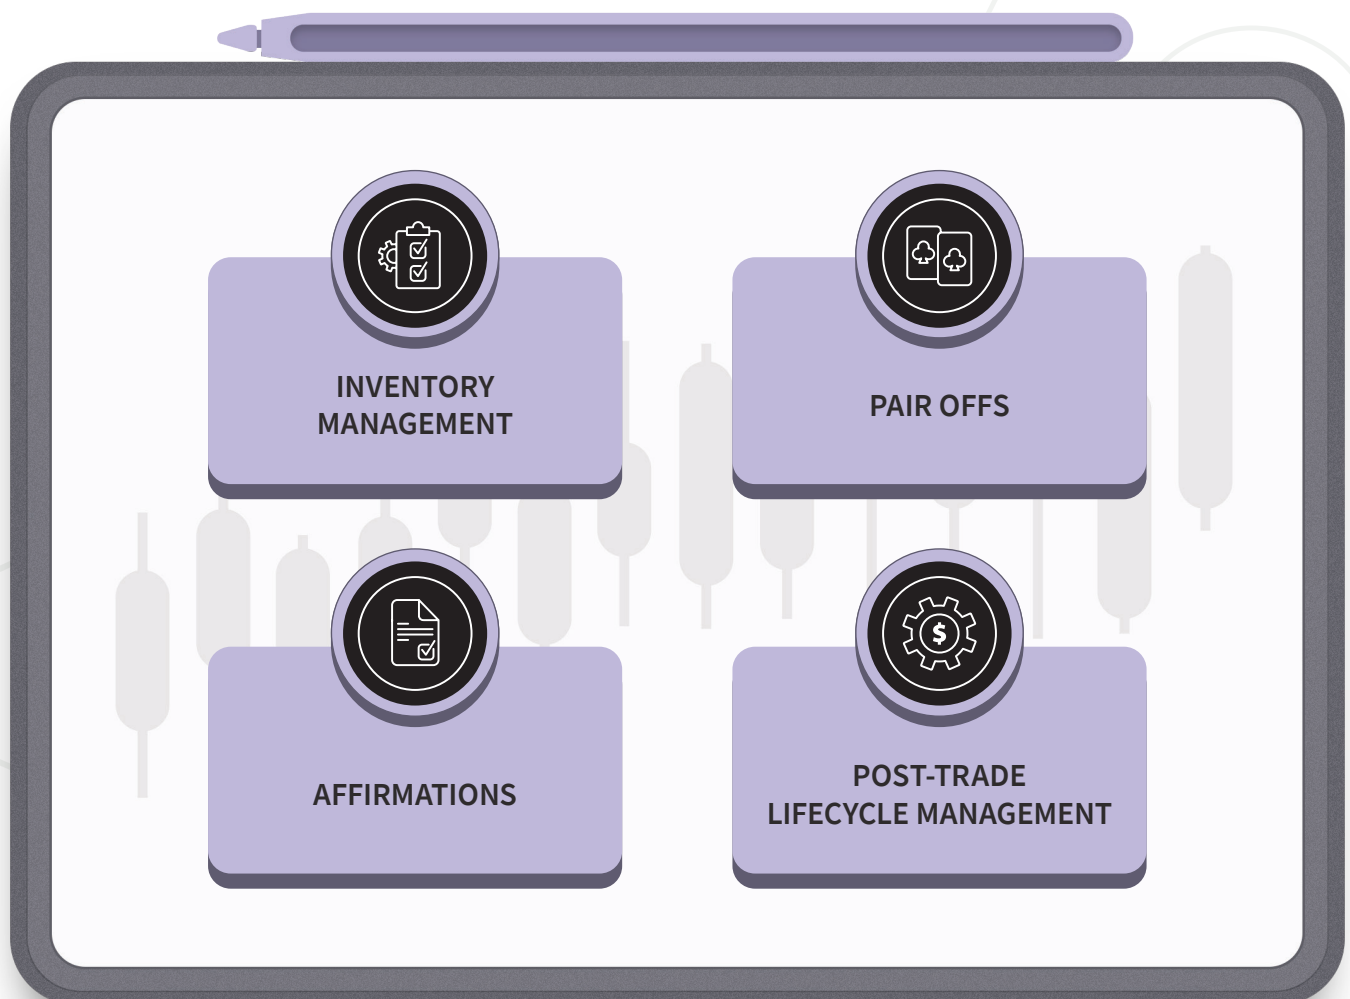 INVENTORY
MANAGEMENT
PAIR OFFS
AFFIRMATIONS
POST-TRADE
LIFECYCLE MANAGEMENT